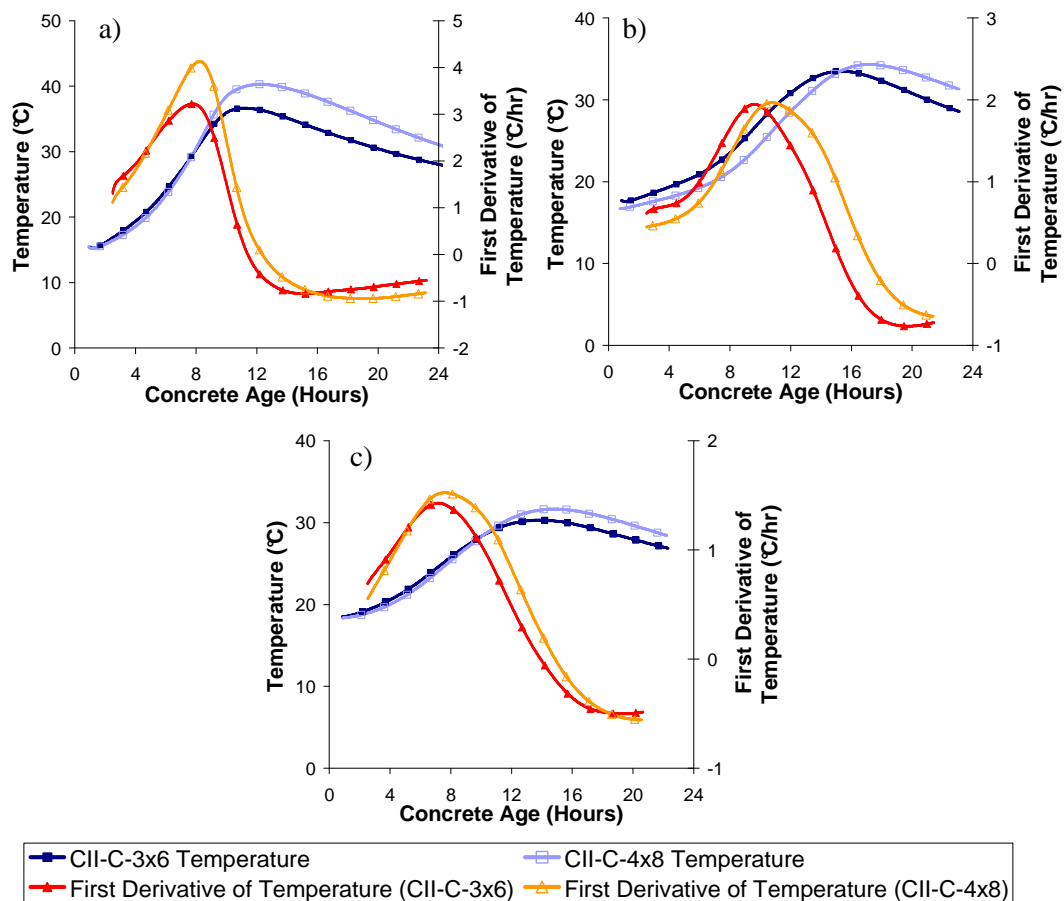 a)
50
40
30
20
10
0
5
4
3
2
1
0
-1
-2
0 4 8 12 16 20 24
Temperature (°C)
First Derivative of
Temperature (°C/hr)
Concrete Age (Hours)
b)
40
30
20
10
0
3
2
1
0
-1
0 4 8 12 16 20 24
Temperature (°C)
First Derivative of
Temperature (°C/hr)
Concrete Age (Hours)
c)
40
30
20
10
0
2
1
0
-1
0 4 8 12 16 20 24
Temperature (°C)
First Derivative of
Temperature (°C/hr)
Concrete Age (Hours)
CII-C-3x6 Temperature
CII-C-4x8 Temperature
First Derivative of Temperature (CII-C-3x6)
First Derivative of Temperature (CII-C-4x8)